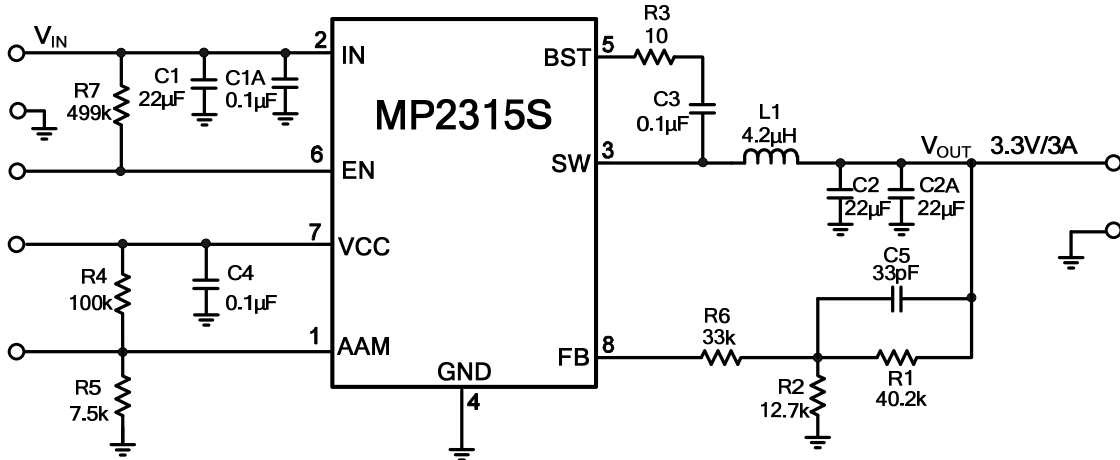 V_IN
R7
499k
C1
22µF
C1A
0.1µF
2
IN
6
EN
7
VCC
R4
100k
C4
0.1µF
1
AAM
R5
7.5k
MP2315S
GND
4
BST
5
R3
10
C3
0.1µF
SW
3
L1
4.2µH
V_OUT
3.3V/3A
C2
22µF
C2A
22µF
C5
33pF
FB
8
R6
33k
R2
12.7k
R1
40.2k